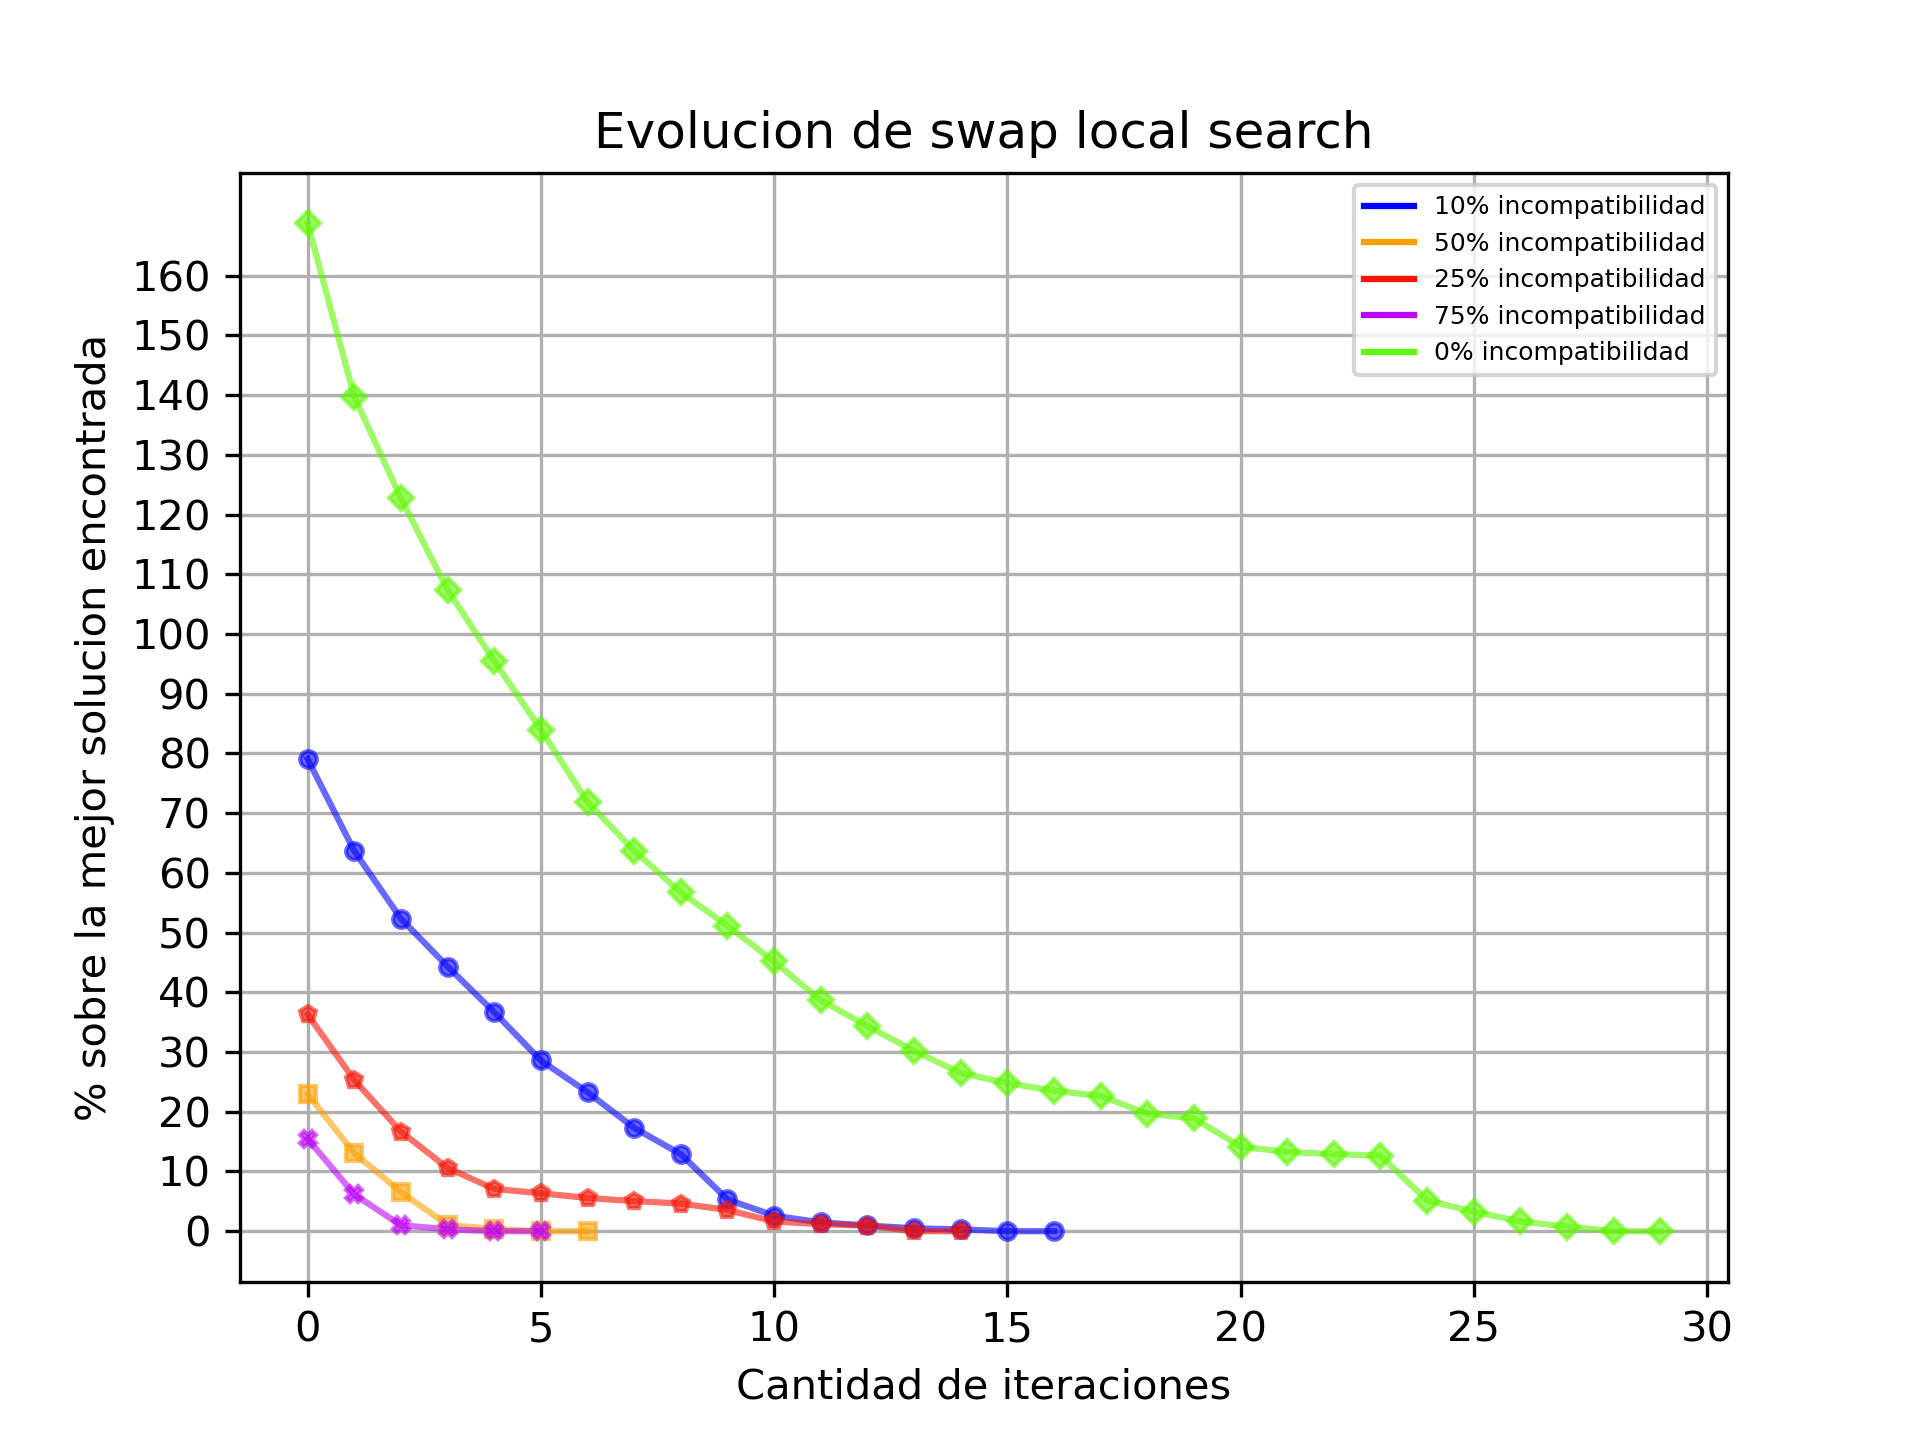 Evolucion de swap local search
10% incompatibilidad
50% incompatibilidad
25% incompatibilidad
75% incompatibilidad
0% incompatibilidad
% sobre la mejor solucion encontrada
160
150
140
130
120
110
100
90
80
70
60
50
40
30
20
10
0
0 5 10 15 20 25 30
Cantidad de iteraciones